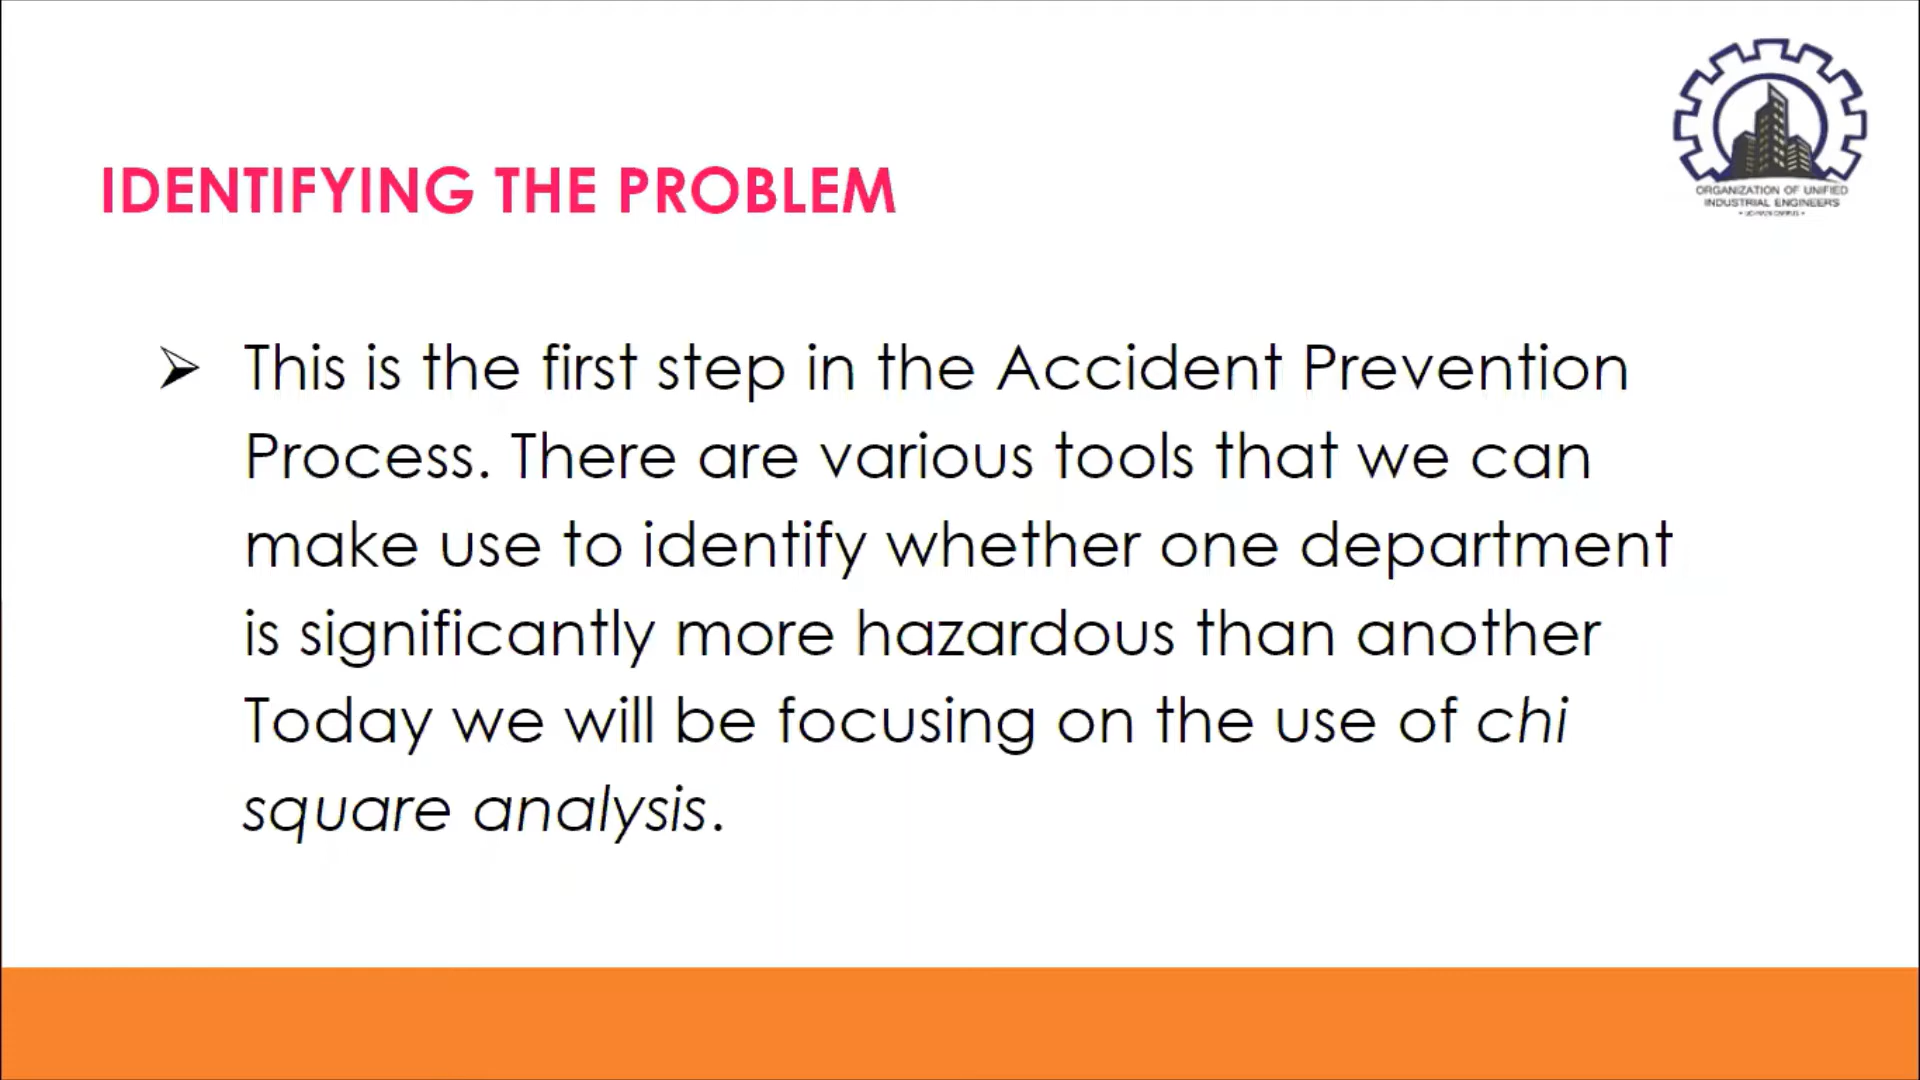 ORGANIZATION OF UNIFIED
INDUSTRIAL ENGINEERS
IDENTIFYING THE PROBLEM
This is the first step in the Accident Prevention
Process. There are various tools that we can
make use to identify whether one department
is significantly more hazardous than another
Today we will be focusing on the use of chi
square analysis.